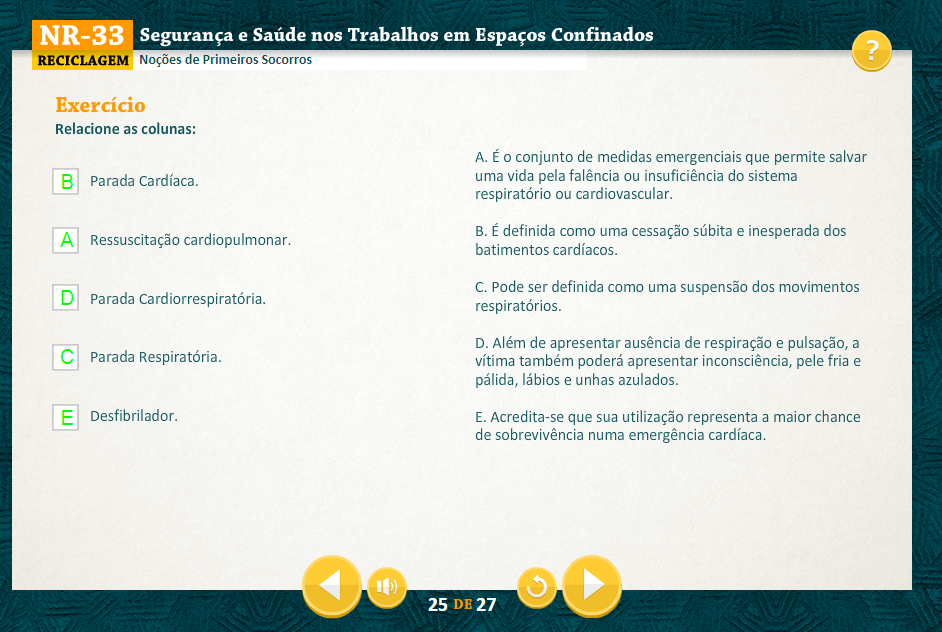 NR-33 Segurança e Saúde nos Trabalhos em Espaços Confinados
RECICLAGEM Noções de Primeiros Socorros
?
Exercício
Relacione as colunas:
B Parada Cardíaca.
A Ressuscitação cardiopulmonar.
D Parada Cardiorrespiratória.
C Parada Respiratória.
E Desfibrilador.
A. É o conjunto de medidas emergenciais que permite salvar
uma vida pela falência ou insuficiência do sistema
respiratório ou cardiovascular.
B. É definida como uma cessação súbita e inesperada dos
batimentos cardíacos.
C. Pode ser definida como uma suspensão dos movimentos
respiratórios.
D. Além de apresentar ausência de respiração e pulsação, a
vítima também poderá apresentar inconsciência, pele fria e
pálida, lábios e unhas azulados.
E. Acredita-se que sua utilização representa a maior chance
de sobrevivência numa emergência cardíaca.
25 DE 27